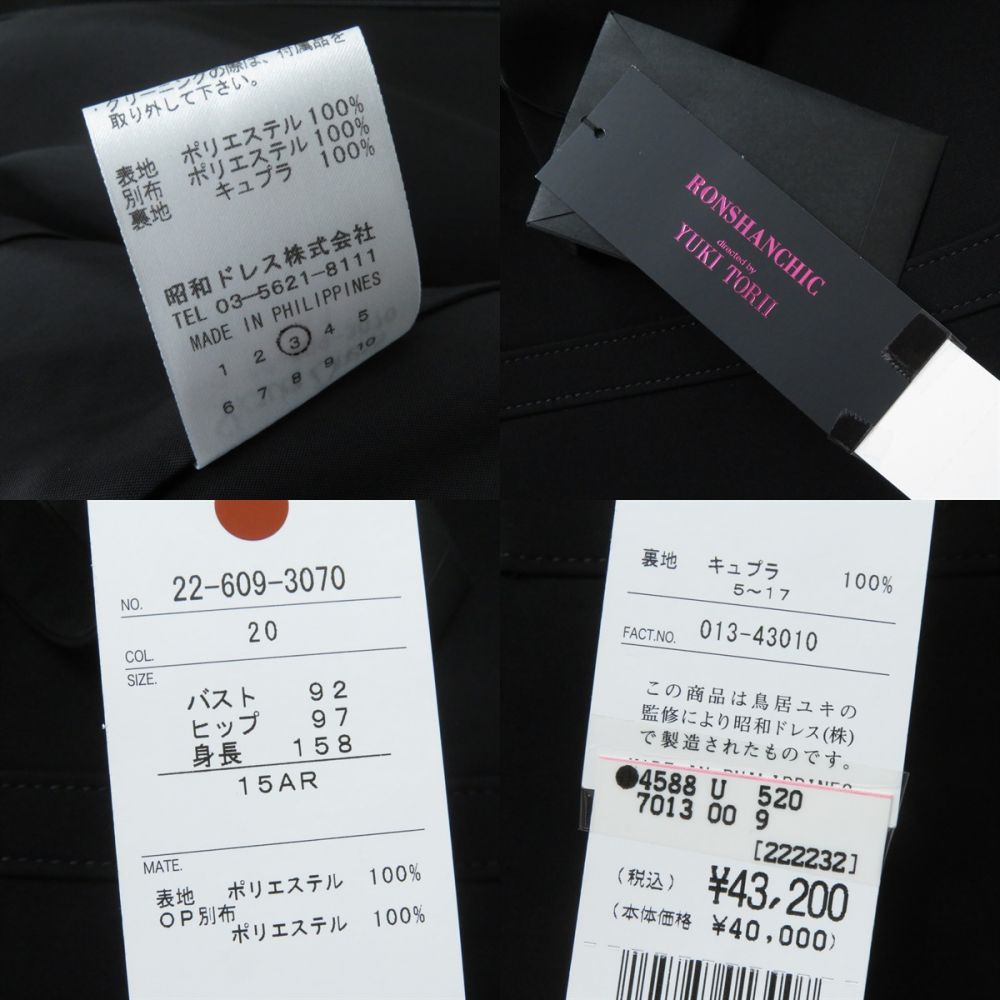 ・クリーニングの際は、付属品を
取り外して下さい。
表地 ポリエステル 100%
別布 ポリエステル 100%
裏地 キュプラ 100%
昭和ドレス株式会社
TEL 03-5621-8111
MADE IN PHILIPPINES
1 2 3 4 5
6 7 8 9 10
RONSHANCHIC
directed by
YUKI TORII
NO. 22-609-3070
COL. 20
SIZE.
バスト 92
ヒップ 97
身長 158
15AR
MATE.
表地 ポリエステル 100%
OP別布
ポリエステル 100%
裏地 キュプラ 100%
5~17
FACT.NO. 013-43010
この商品は鳥居ユキの
監修により昭和ドレス(株)
で製造されたものです。
MADE IN PHILIPPINES
4588 U 520
7013 00 9
[222232]
(税込) ¥43,200
(本体価格 ¥40,000)